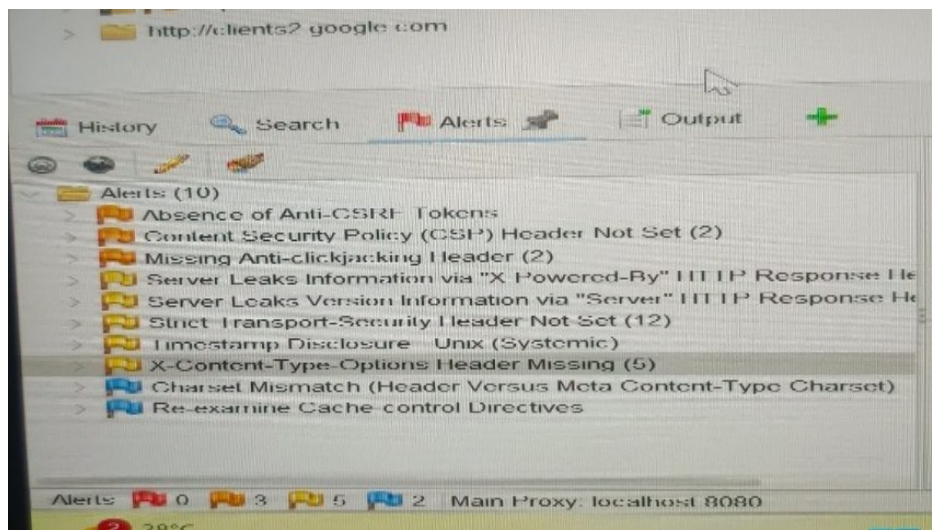 http://clients2.google.com
History Search Alerts Output
Alerts (10)
Absence of Anti-CSRF Tokens
Content Security Policy (CSP) Header Not Set (2)
Missing Anti-clickjacking Header (2)
Server Leaks Information via "X-Powered-By" HTTP Response He
Server Leaks Version Information via "Server" HTTP Response He
Strict-Transport-Security Header Not Set (12)
Timestamp Disclosure - Unix (Systemic)
X-Content-Type-Options Header Missing (5)
Charset Mismatch (Header Versus Meta Content-Type Charset)
Re-examine Cache-control Directives
Alerts 0 3 5 2 Main Proxy: localhost:8080
2